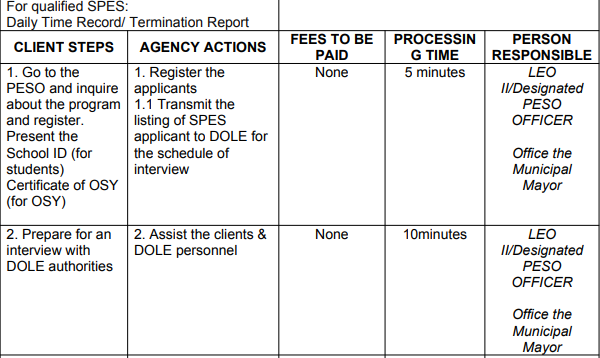 For qualified SPES:
Daily Time Record/ Termination Report
CLIENT STEPS
AGENCY ACTIONS
FEES TO BE
PAID
PROCESSIN
G TIME
PERSON
RESPONSIBLE
1. Go to the
PESO and inquire
about the program
and register.
Present the
School ID (for
students)
Certificate of OSY
(for OSY)
1. Register the
applicants
1.1 Transmit the
listing of SPES
applicant to DOLE for
the schedule of
interview
None
5 minutes
LEO
II/Designated
PESO
OFFICER
Office the
Municipal
Mayor
2. Prepare for an
interview with
DOLE authorities
2. Assist the clients &
DOLE personnel
None
10minutes
LEO
II/Designated
PESO
OFFICER
Office the
Municipal
Mayor